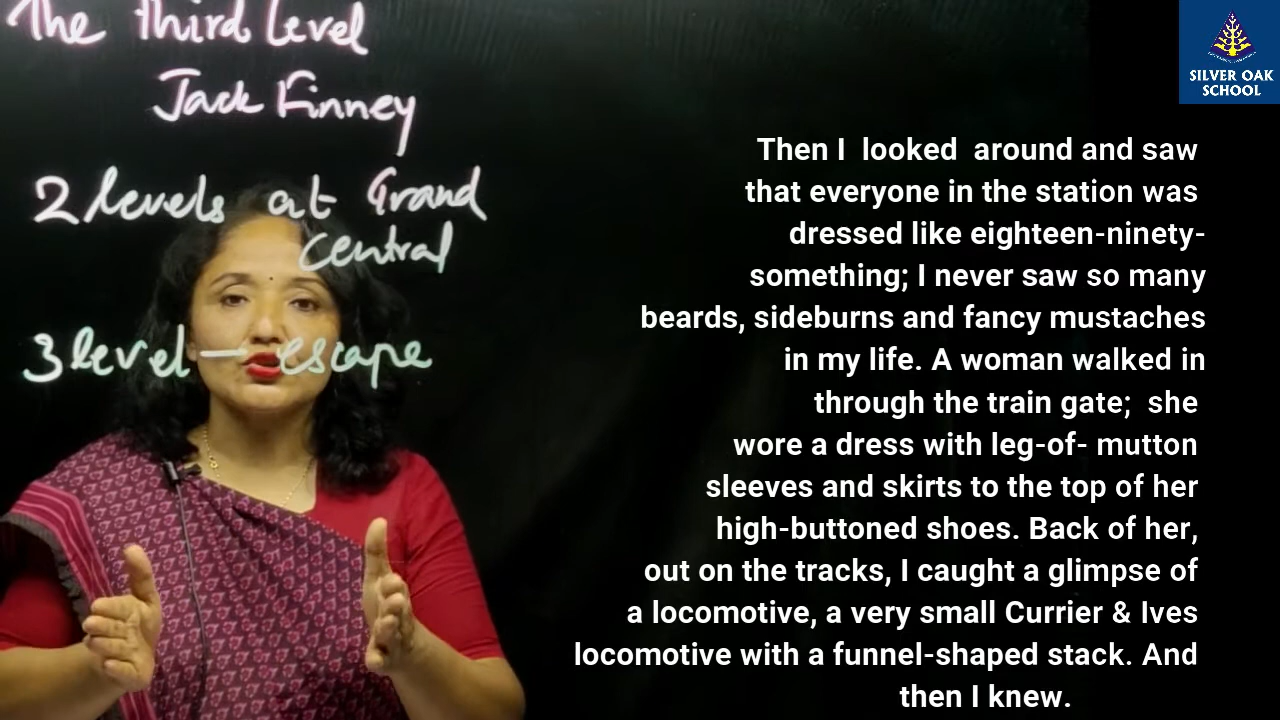 The Third Level
Jack Finney
2 levels at Grand
Central
3 level — escape
SILVER OAK
SCHOOL
Then I looked around and saw
that everyone in the station was
dressed like eighteen-ninety-
something; I never saw so many
beards, sideburns and fancy mustaches
in my life. A woman walked in
through the train gate; she
wore a dress with leg-of- mutton
sleeves and skirts to the top of her
high-buttoned shoes. Back of her,
out on the tracks, I caught a glimpse of
a locomotive, a very small Currier & Ives
locomotive with a funnel-shaped stack. And
then I knew.